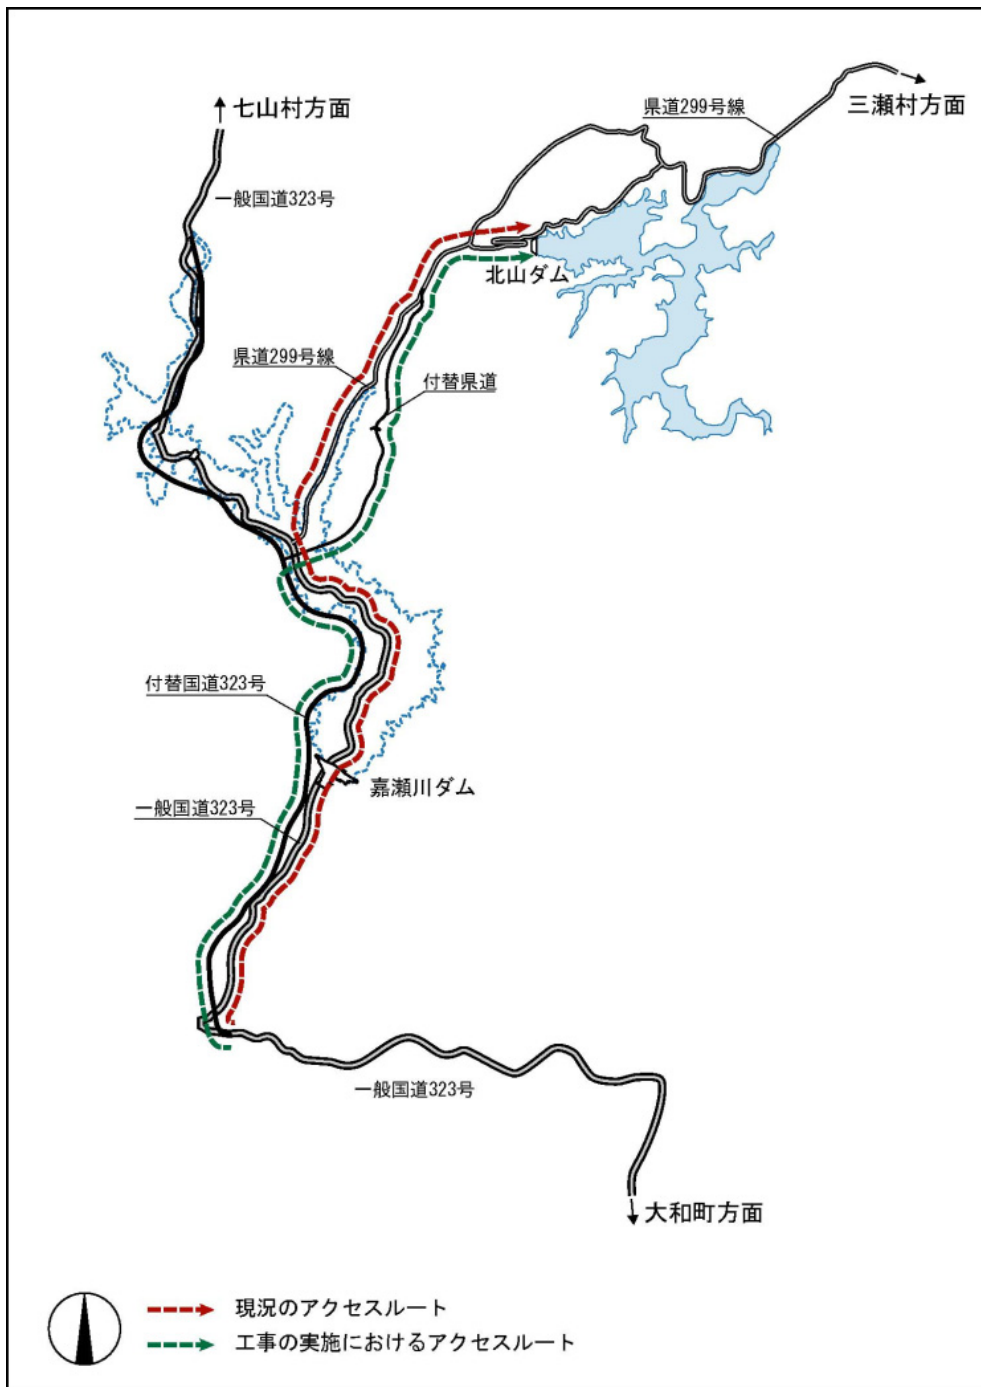 七山村方面
県道299号線
三瀬村方面
一般国道323号
北山ダム
県道299号線
付替県道
付替国道323号
嘉瀬川ダム
一般国道323号
一般国道323号
大和町方面
現況のアクセスルート
工事の実施におけるアクセスルート